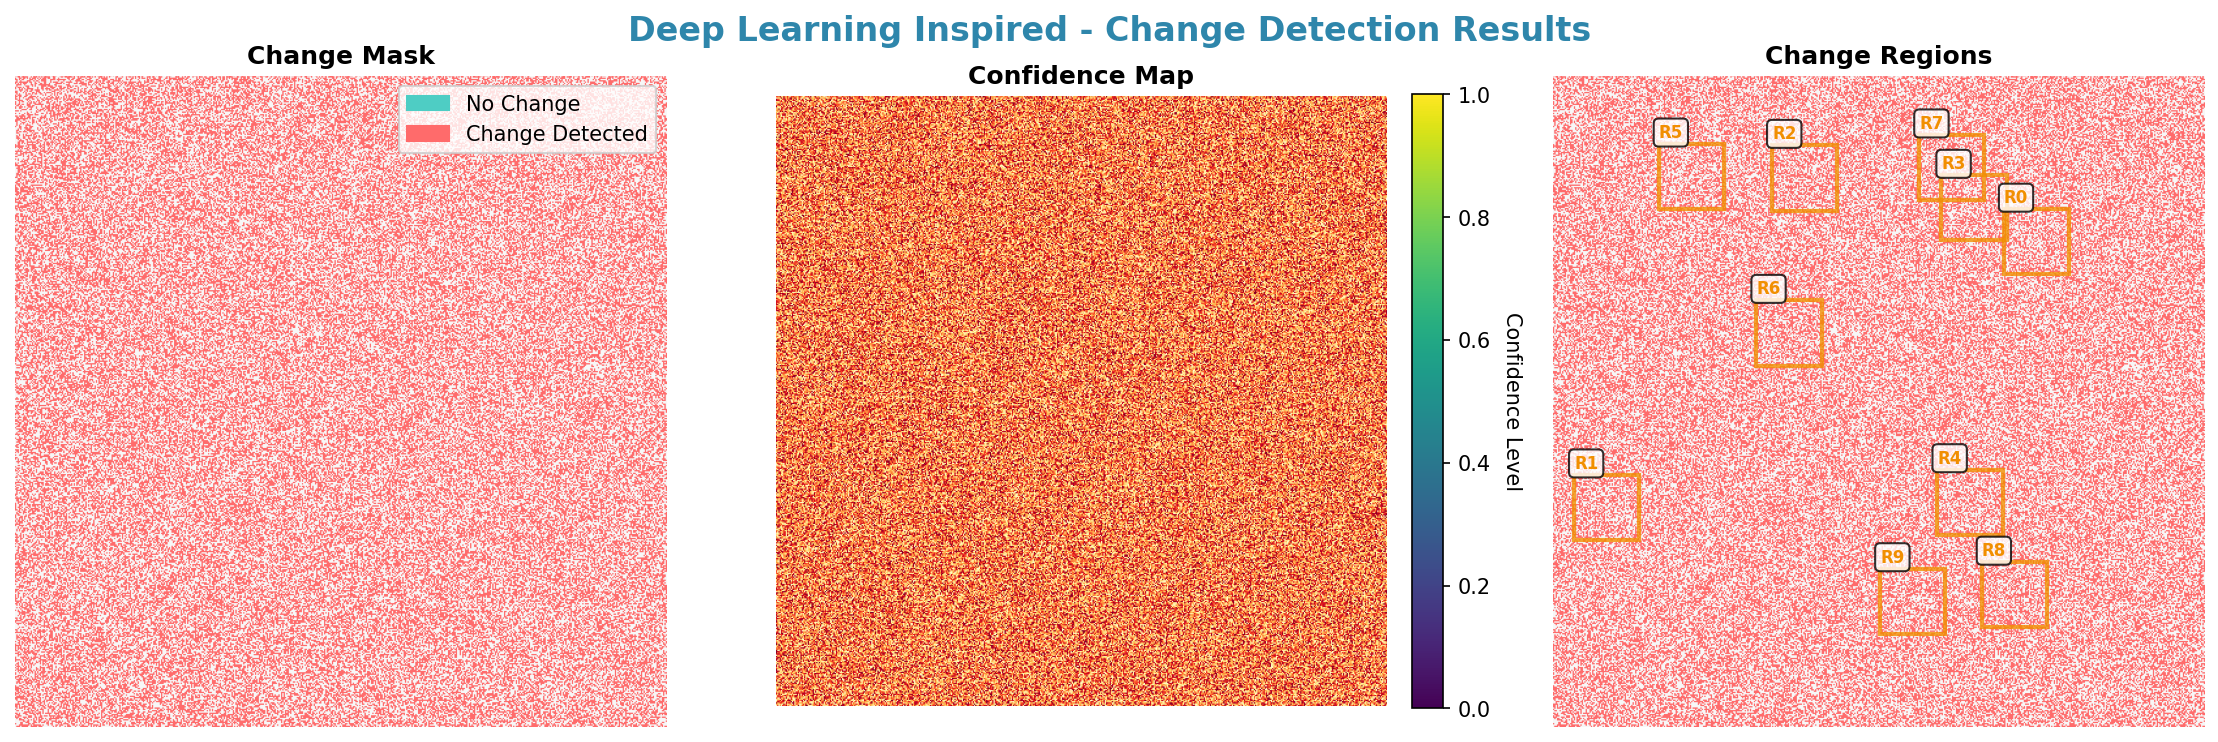 Deep Learning Inspired - Change Detection Results
Change Mask
No Change
Change Detected
Confidence Map
1.0
0.8
0.6
0.4
0.2
0.0
Confidence Level
Change Regions
R5
R2
R7
R3
R0
R6
R1
R4
R9
R8